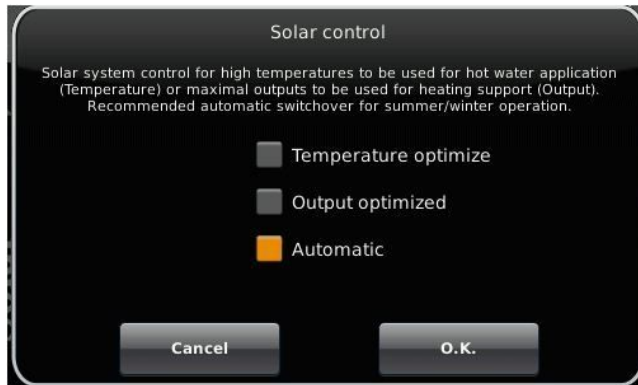 Solar control
Solar system control for high temperatures to be used for hot water application
(Temperature) or maximal outputs to be used for heating support (Output).
Recommended automatic switchover for summer/winter operation.
Temperature optimize
Output optimized
Automatic
Cancel
O.K.